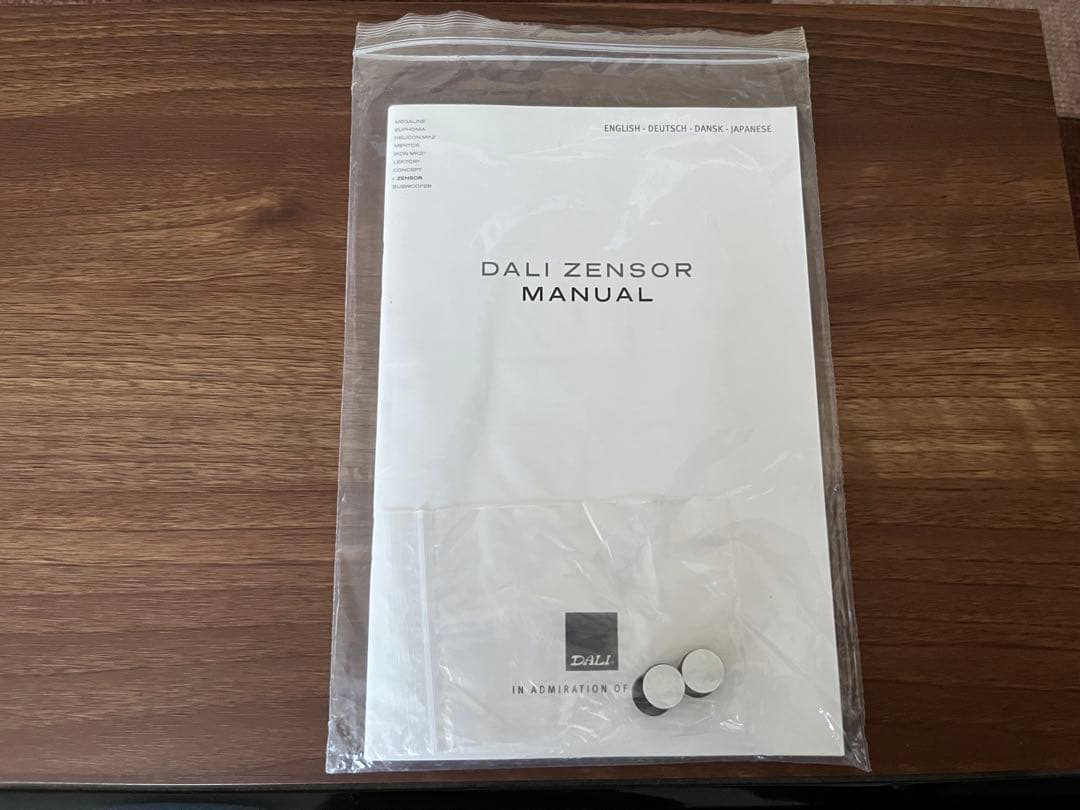 MEGALINE
EUPHONIA
HELICON MK2
MENTOR
IKON MK2
LEKTOR
CONCEPT
• ZENSOR
SUBWOOFER
ENGLISH - DEUTSCH - DANSK - JAPANESE
DALI ZENSOR
MANUAL
DALI
IN ADMIRATION OF